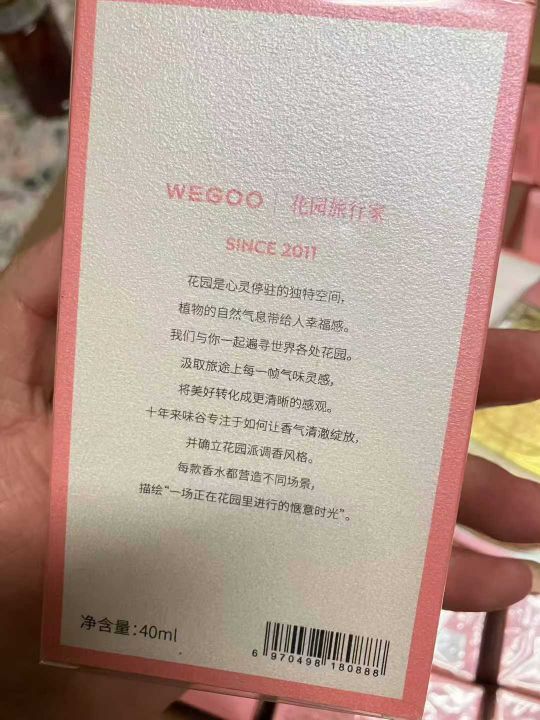 WEGOO | 花园旅行家
SINCE 2011
花园是心灵停驻的独特空间，
植物的自然气息带给人幸福感。
我们与你一起遍寻世界各处花园。
汲取旅途上每一帧气味灵感，
将美好转化成更清晰的感观。
十年来味谷专注于如何让香气清澈绽放，
并确立花园派调香风格。
每款香水都营造不同场景，
描绘“一场正在花园里进行的惬意时光”。
净含量：40ml
6 970498 180888